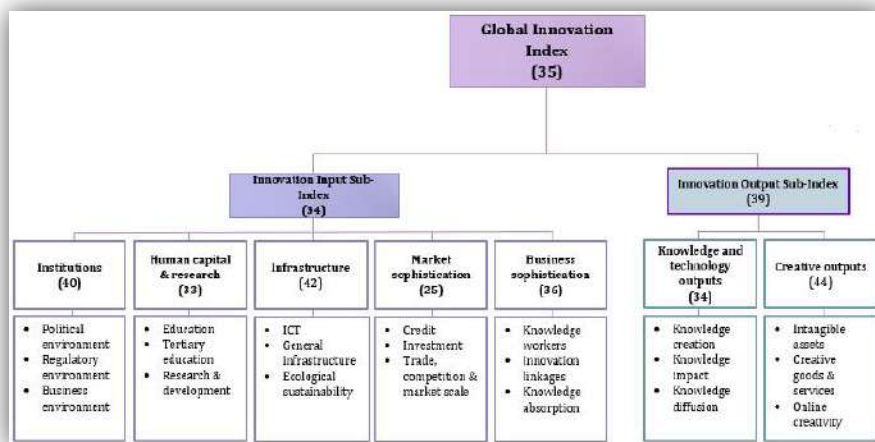 Global Innovation
Index
(35)
Innovation Input Sub-
Index
(34)
Innovation Output Sub-Index
(39)
Institutions
(40)
Human capital
& research
(33)
Infrastructure
(42)
Market
sophistication
(25)
Business
sophistication
(36)
Knowledge and
technology
outputs
(34)
Creative outputs
(44)
• Political
environment
• Regulatory
environment
• Business
environment
• Education
• Tertiary
education
• Research &
development
• ICT
• General
infrastructure
• Ecological
sustainability
• Credit
• Investment
• Trade,
competition &
market scale
• Knowledge
workers
• Innovation
linkages
• Knowledge
absorption
• Knowledge
creation
• Knowledge
impact
• Knowledge
diffusion
• Intangible
assets
• Creative
goods &
services
• Online
creativity